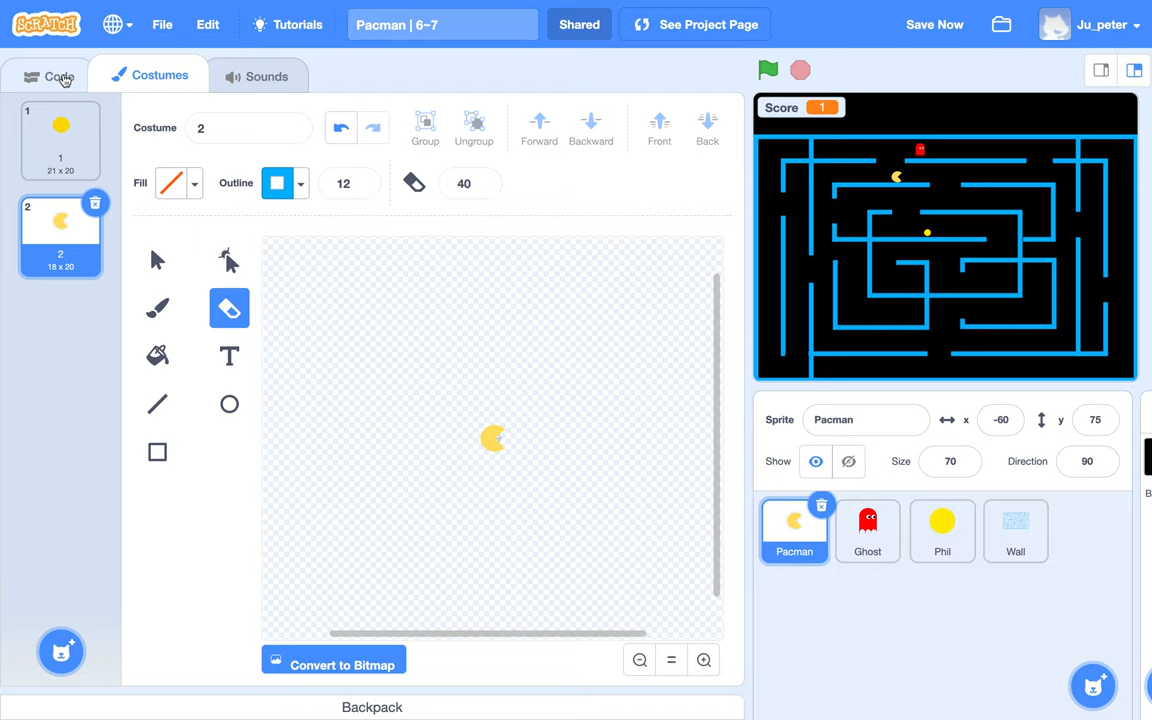 SCRATCH File Edit Tutorials Pacman | 6~7 Shared See Project Page Save Now Ju_peter
Code Costumes Sounds
1
1
21 x 20
2
2
18 x 20
Costume 2 Group Ungroup Forward Backward Front Back
Fill Outline 12 40
T
Convert to Bitmap
Backpack
Score 1
Sprite Pacman x -60 y 75
Show Size 70 Direction 90
Pacman Ghost Phil Wall